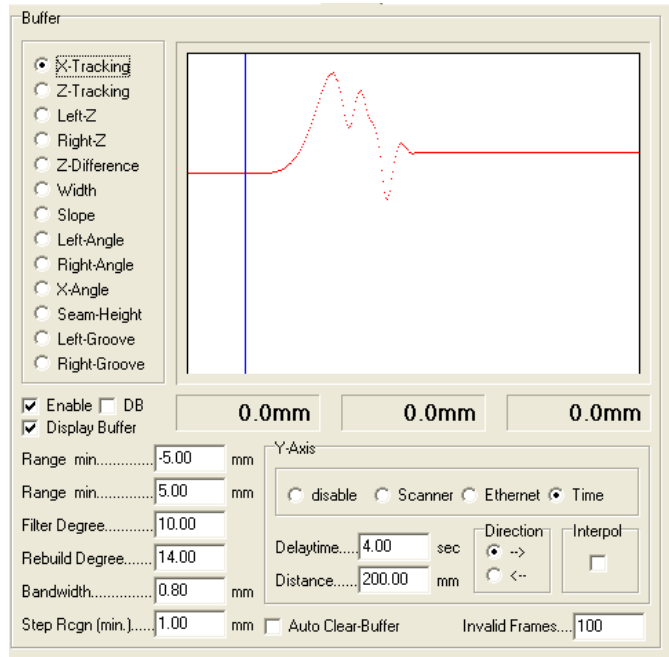 Buffer
X-Tracking
Z-Tracking
Left-Z
Right-Z
Z-Difference
Width
Slope
Left-Angle
Right-Angle
X-Angle
Seam-Height
Left-Groove
Right-Groove
Enable DB
Display Buffer
0.0mm 0.0mm 0.0mm
Range min.............-5.00 mm
Range min.............5.00 mm
Filter Degree...........10.00
Rebuild Degree......14.00
Bandwidth..............0.80 mm
Step Rcgn (min.).....1.00 mm
Y-Axis
disable Scanner Ethernet Time
Delaytime....4.00 sec
Distance......200.00 mm
Direction
-->
<--
Interpol
Auto Clear-Buffer Invalid Frames....100